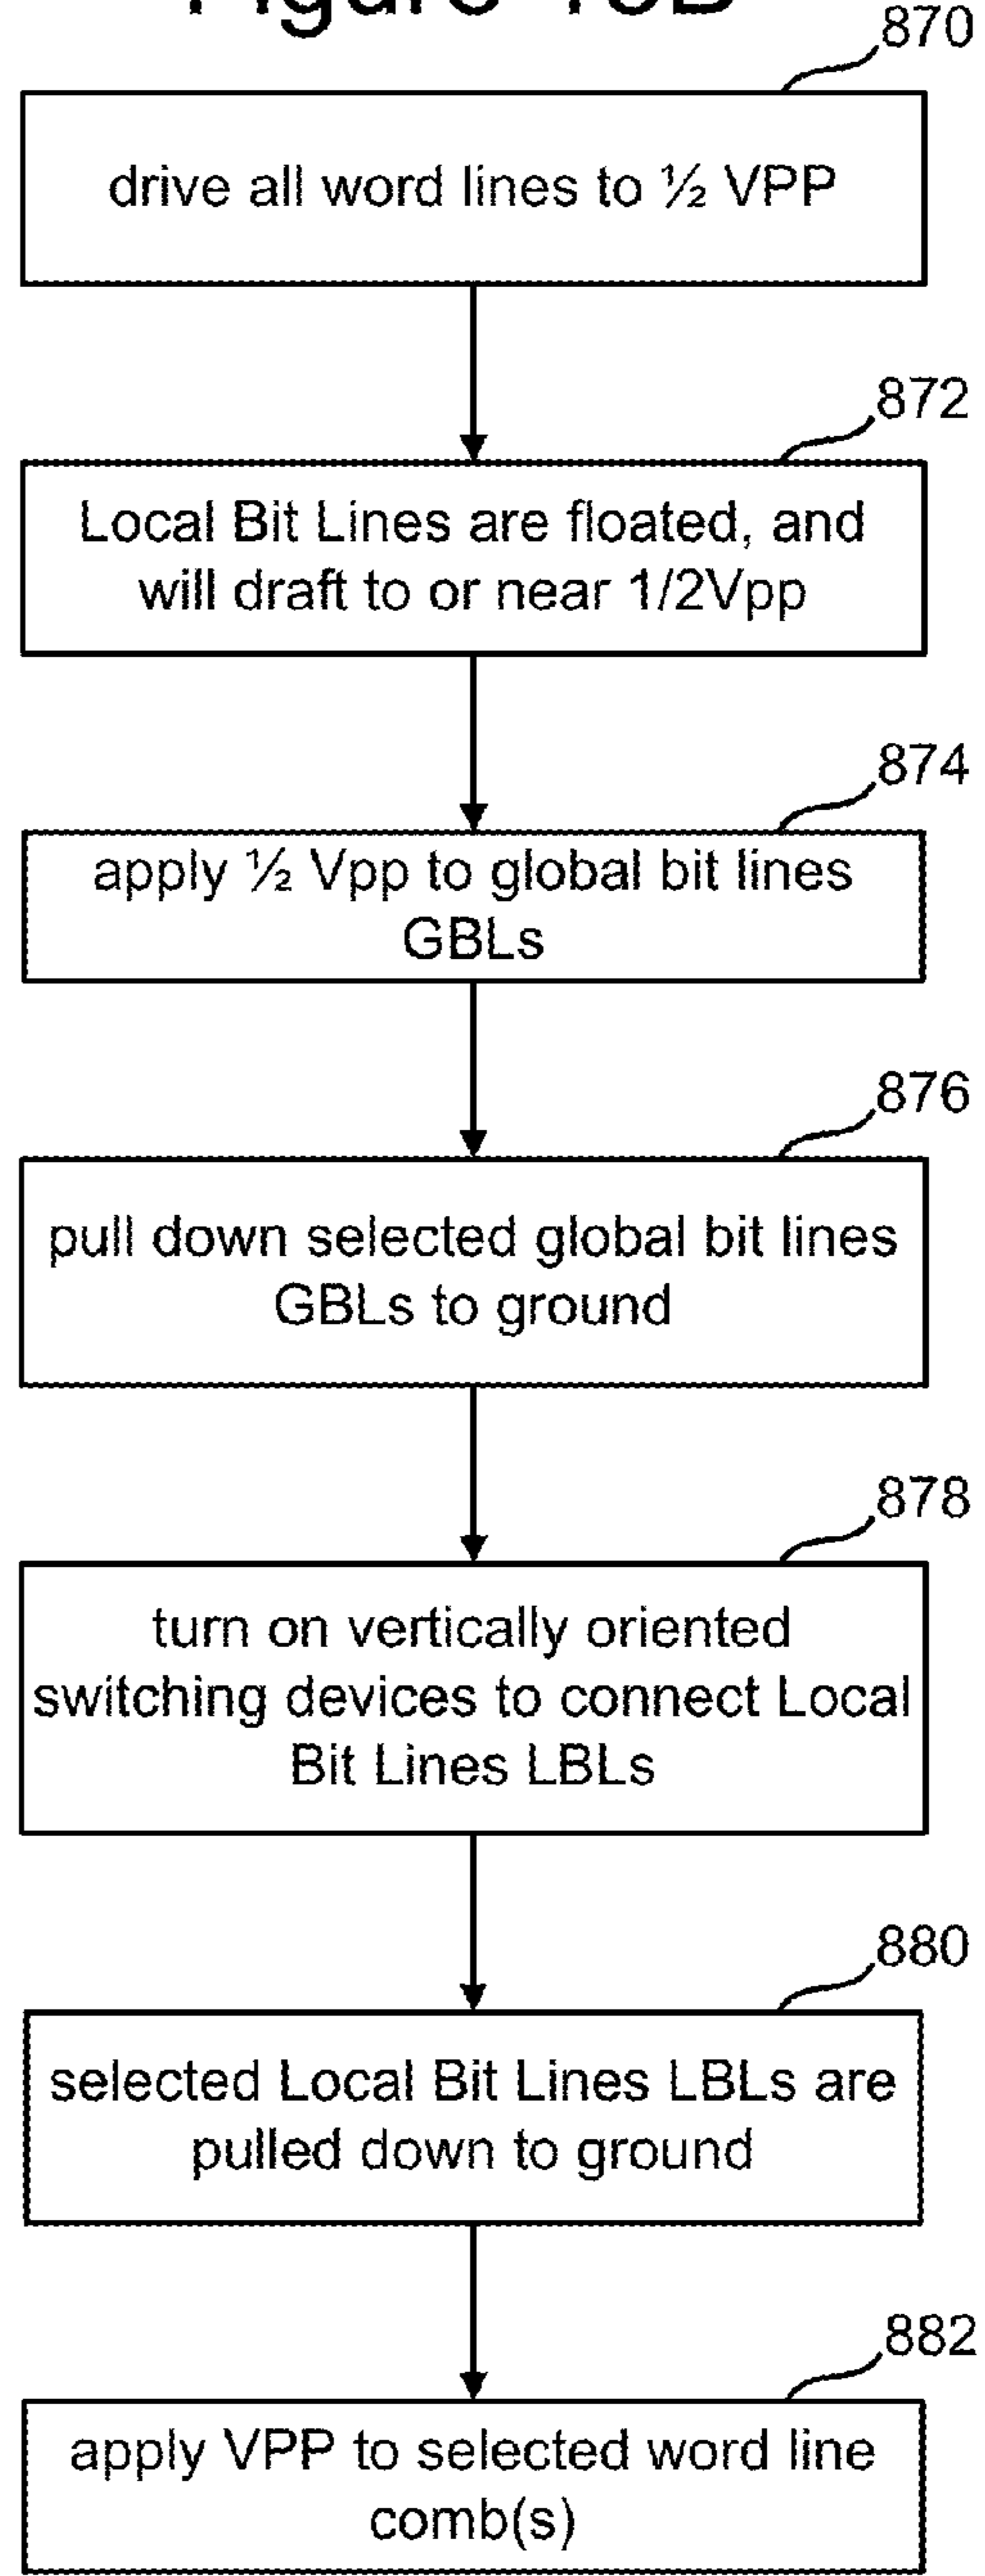 870
drive all word lines to ½ VPP
872
Local Bit Lines are floated, and
will draft to or near 1/2Vpp
874
apply ½ Vpp to global bit lines
GBLs
876
pull down selected global bit lines
GBLs to ground
878
turn on vertically oriented
switching devices to connect Local
Bit Lines LBLs
880
selected Local Bit Lines LBLs are
pulled down to ground
882
apply VPP to selected word line
comb(s)